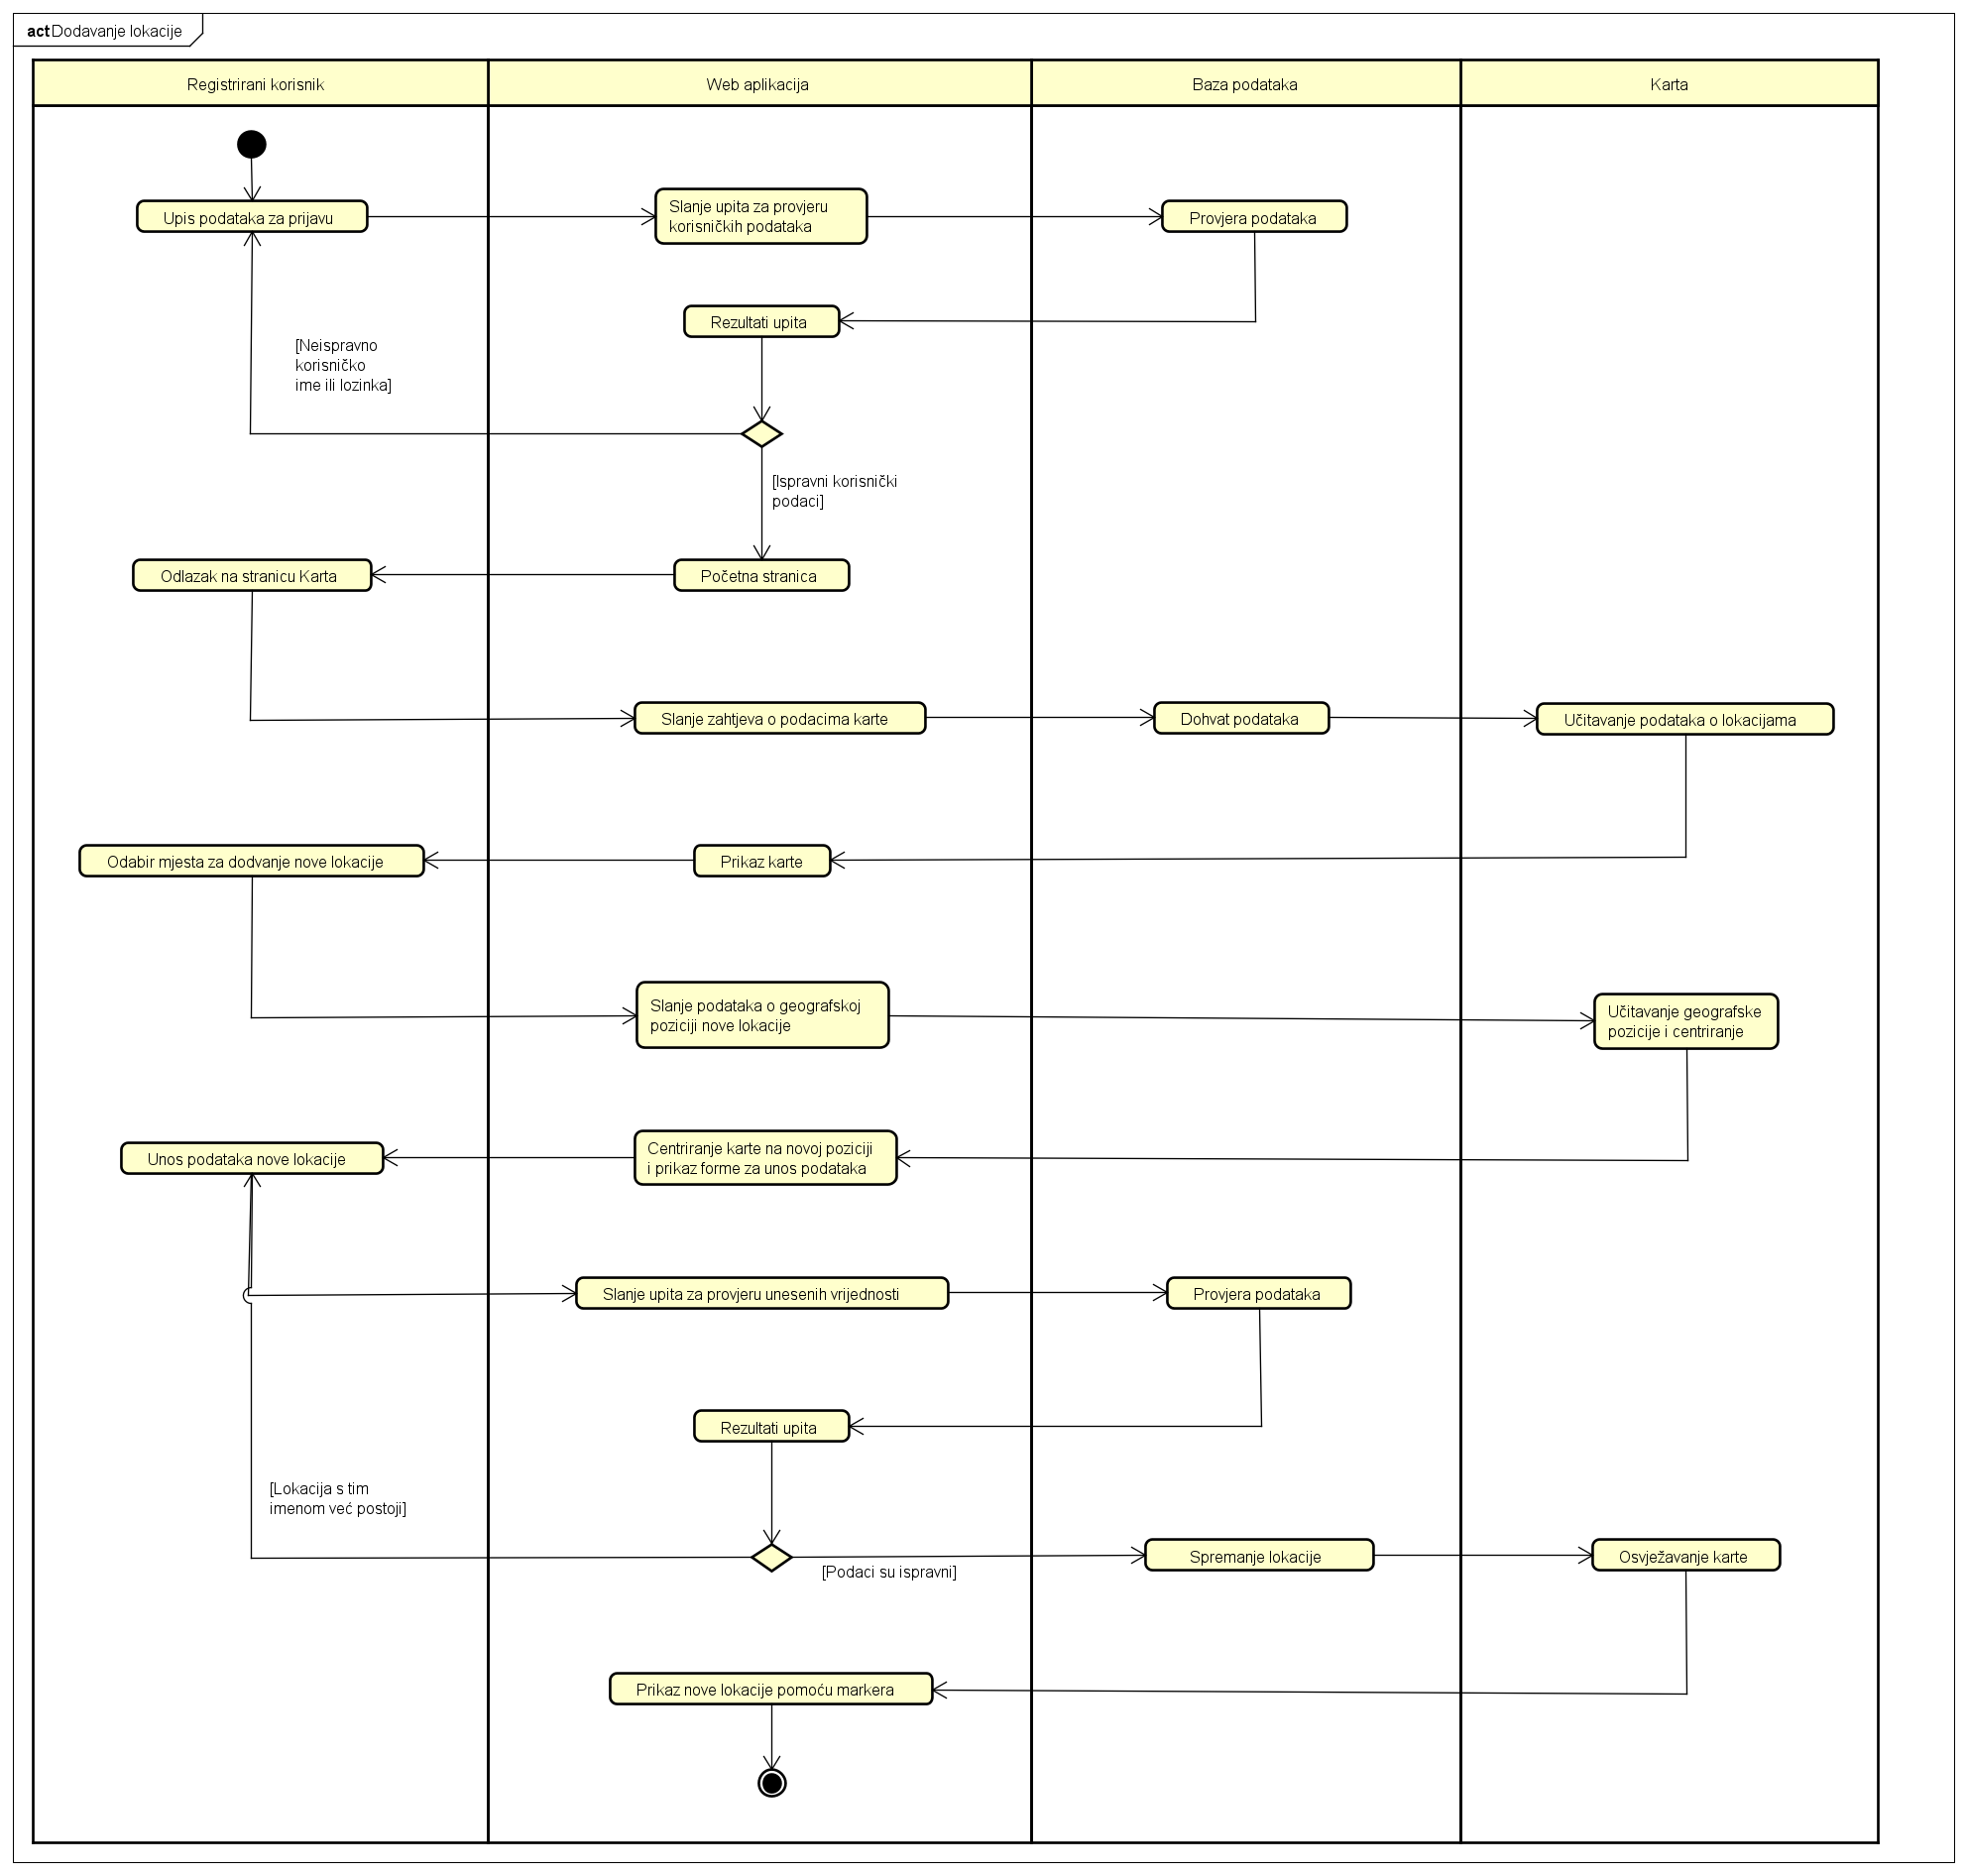 act Dodavanje lokacije
Registrirani korisnik
Web aplikacija
Baza podataka
Karta
Upis podataka za prijavu
Slanje upita za provjeru
korisničkih podataka
Provjera podataka
Rezultati upita
[Neispravno
korisničko
ime ili lozinka]
[Ispravni korisnički
podaci]
Odlazak na stranicu Karta
Početna stranica
Slanje zahtjeva o podacima karte
Dohvat podataka
Učitavanje podataka o lokacijama
Odabir mjesta za dodvanje nove lokacije
Prikaz karte
Slanje podataka o geografskoj
poziciji nove lokacije
Učitavanje geografske
pozicije i centriranje
Unos podataka nove lokacije
Centriranje karte na novoj poziciji
i prikaz forme za unos podataka
Slanje upita za provjeru unesenih vrijednosti
Provjera podataka
Rezultati upita
[Lokacija s tim
imenom već postoji]
[Podaci su ispravni]
Spremanje lokacije
Osvježavanje karte
Prikaz nove lokacije pomoću markera